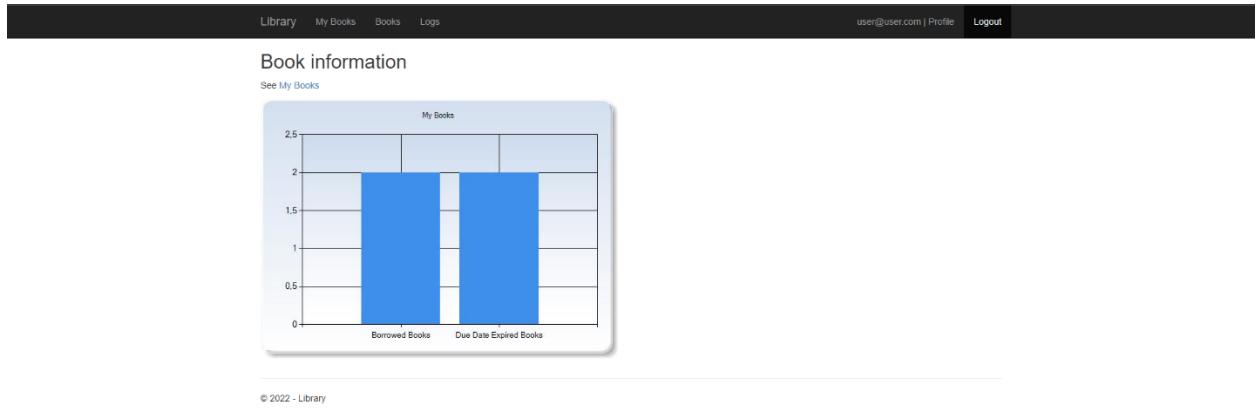 Library My Books Books Logs user@user.com | Profile Logout
Book information
See My Books
My Books
2,5
2
1,5
1
0,5
0
Borrowed Books Due Date Expired Books
© 2022 - Library